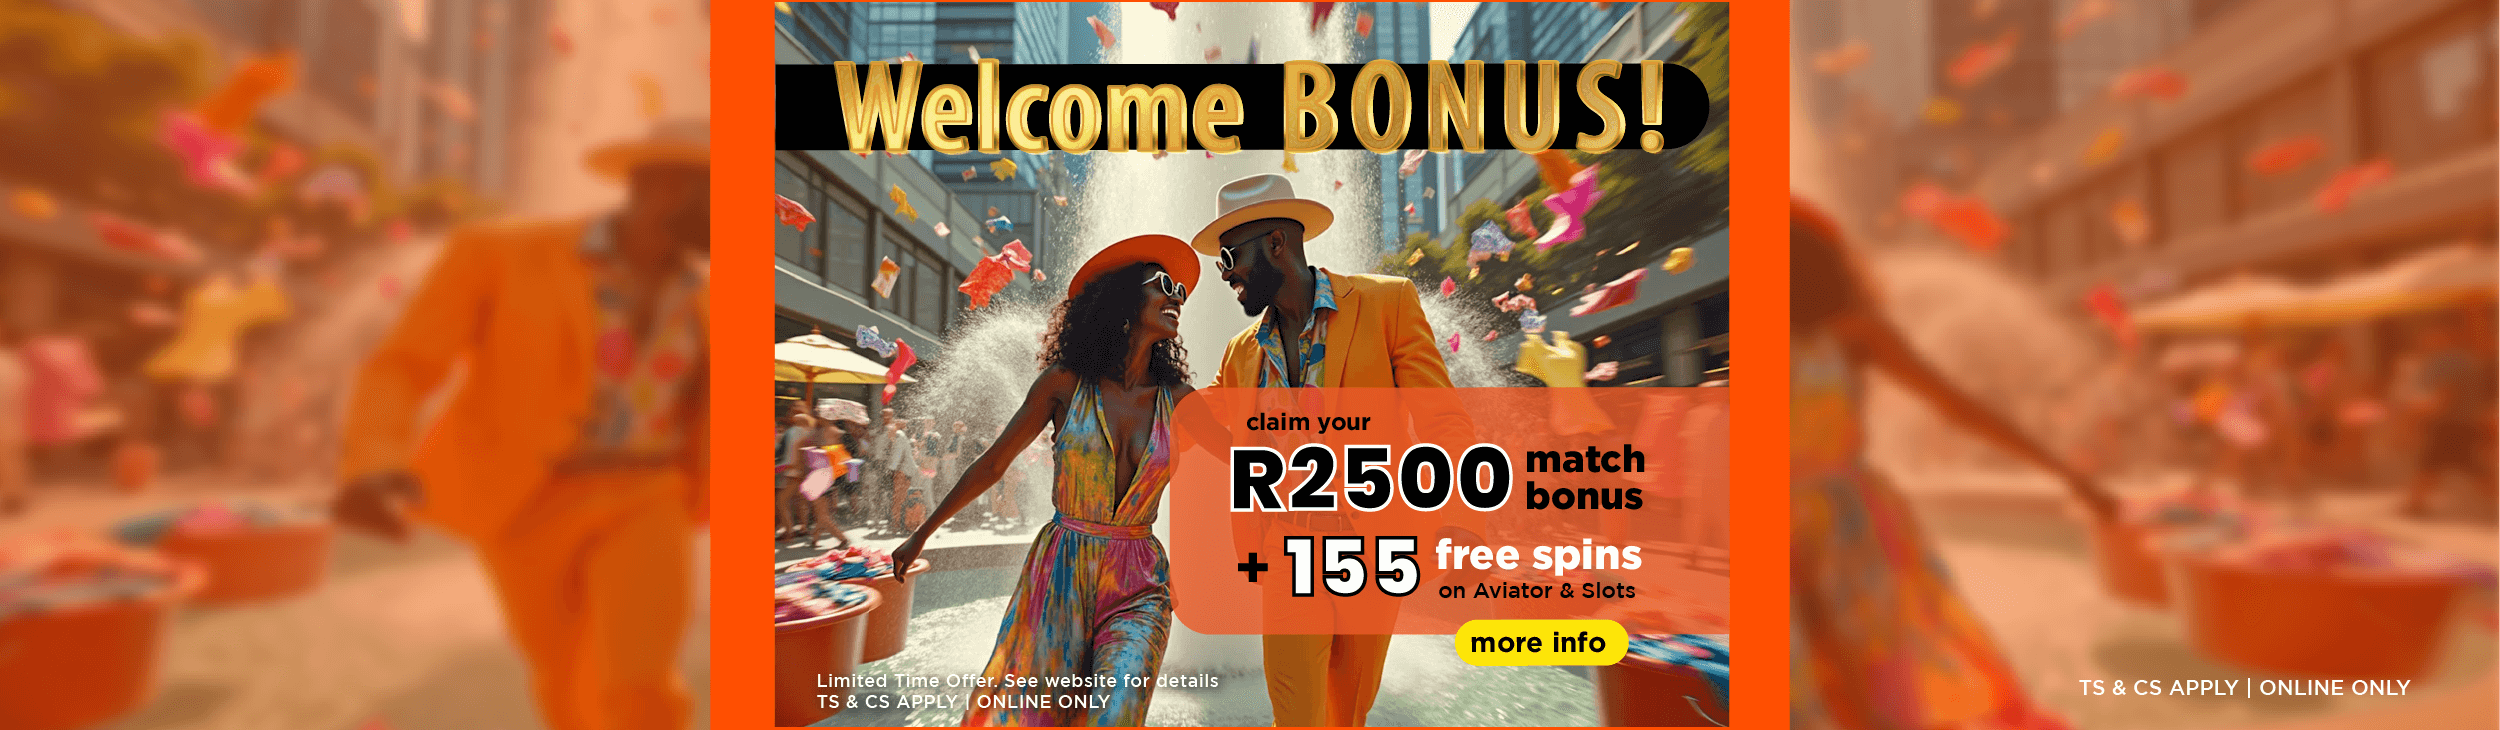 Welcome BONUS!
claim your
R2500 match bonus
+ 155 free spins
on Aviator & Slots
more info
Limited Time Offer. See website for details
TS & CS APPLY | ONLINE ONLY
TS & CS APPLY | ONLINE ONLY